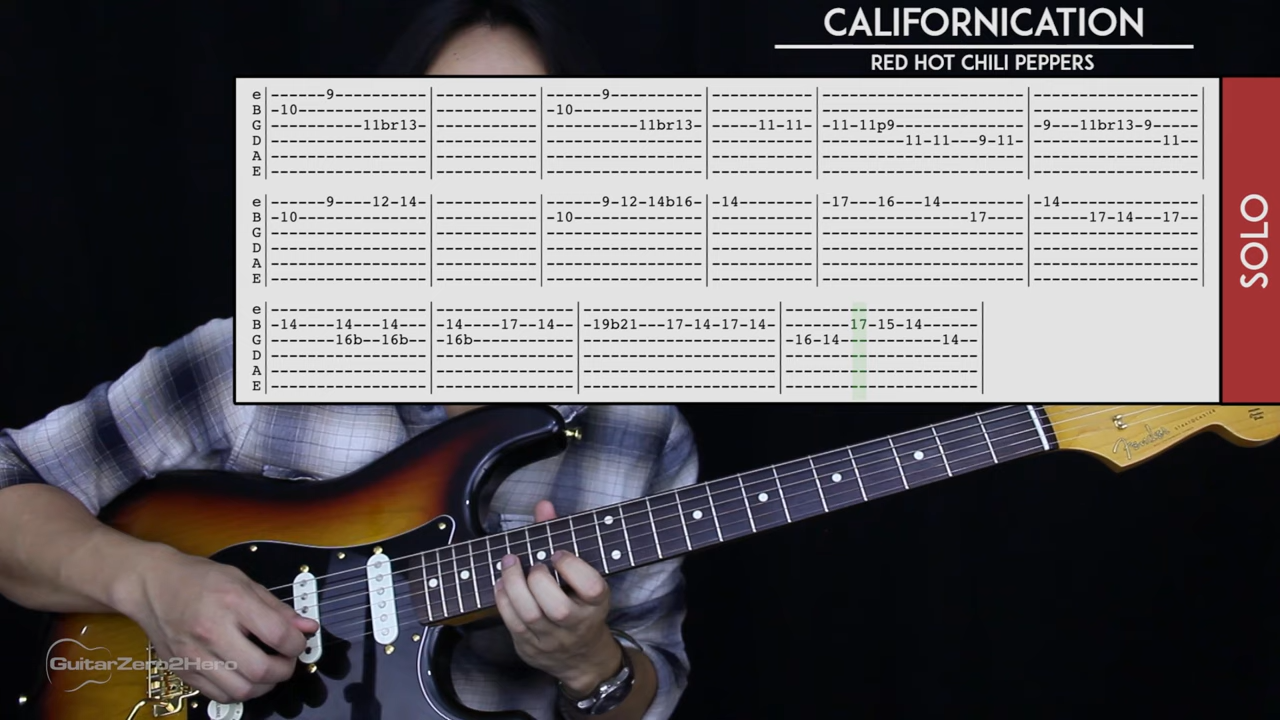 CALIFORNICATION
RED HOT CHILI PEPPERS
e|------9----------|-----------|------9----------|-----------|----------------------|------------------|
B|-10--------------|-----------|-10--------------|-----------|----------------------|------------------|
G|----------11br13-|-----------|----------11br13-|-----11-11-|-11-11p9--------------|-9---11br13-9-----|
D|-----------------|-----------|-----------------|-----------|---------11-11---9-11-|--------------11--|
A|-----------------|-----------|-----------------|-----------|----------------------|------------------|
E|-----------------|-----------|-----------------|-----------|----------------------|------------------|
e|------9----12-14-|-----------|------9-12-14b16-|-14--------|-17---16---14---------|-14---------------|
B|-10--------------|-----------|-10--------------|-----------|----------------17----|------17-14---17--|
G|-----------------|-----------|-----------------|-----------|----------------------|------------------|
D|-----------------|-----------|-----------------|-----------|----------------------|------------------|
A|-----------------|-----------|-----------------|-----------|----------------------|------------------|
E|-----------------|-----------|-----------------|-----------|----------------------|------------------|
e|-----------------|---------------|---------------------|---------------------|
B|-14----14---14---|-14----17--14--|-19b21---17-14-17-14-|-------17-15-14------|
G|-------16b--16b--|-16b-----------|---------------------|-16-14-----------14--|
D|-----------------|---------------|---------------------|---------------------|
A|-----------------|---------------|---------------------|---------------------|
E|-----------------|---------------|---------------------|---------------------|
SOLO
Fender STRATOCASTER
GuitarZero2Hero